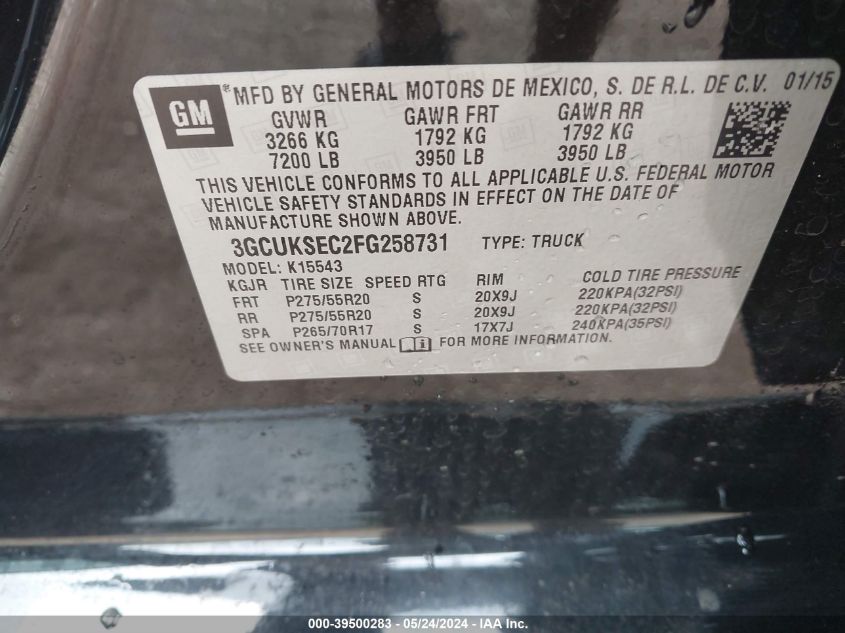 GM ® MFD BY GENERAL MOTORS DE MEXICO, S. DE R.L. DE C.V. 01/15
GVWR GAWR FRT GAWR RR
3266 KG 1792 KG 1792 KG
7200 LB 3950 LB 3950 LB
THIS VEHICLE CONFORMS TO ALL APPLICABLE U.S. FEDERAL MOTOR
VEHICLE SAFETY STANDARDS IN EFFECT ON THE DATE OF
MANUFACTURE SHOWN ABOVE.
3GCUKSEC2FG258731 TYPE: TRUCK
MODEL: K15543
KGJR TIRE SIZE SPEED RTG RIM COLD TIRE PRESSURE
FRT P275/55R20 S 20X9J 220KPA(32PSI)
RR P275/55R20 S 20X9J 220KPA(32PSI)
SPA P265/70R17 S 17X7J 240KPA(35PSI)
SEE OWNER'S MANUAL FOR MORE INFORMATION.
000-39500283 - 05/24/2024 - IAA Inc.